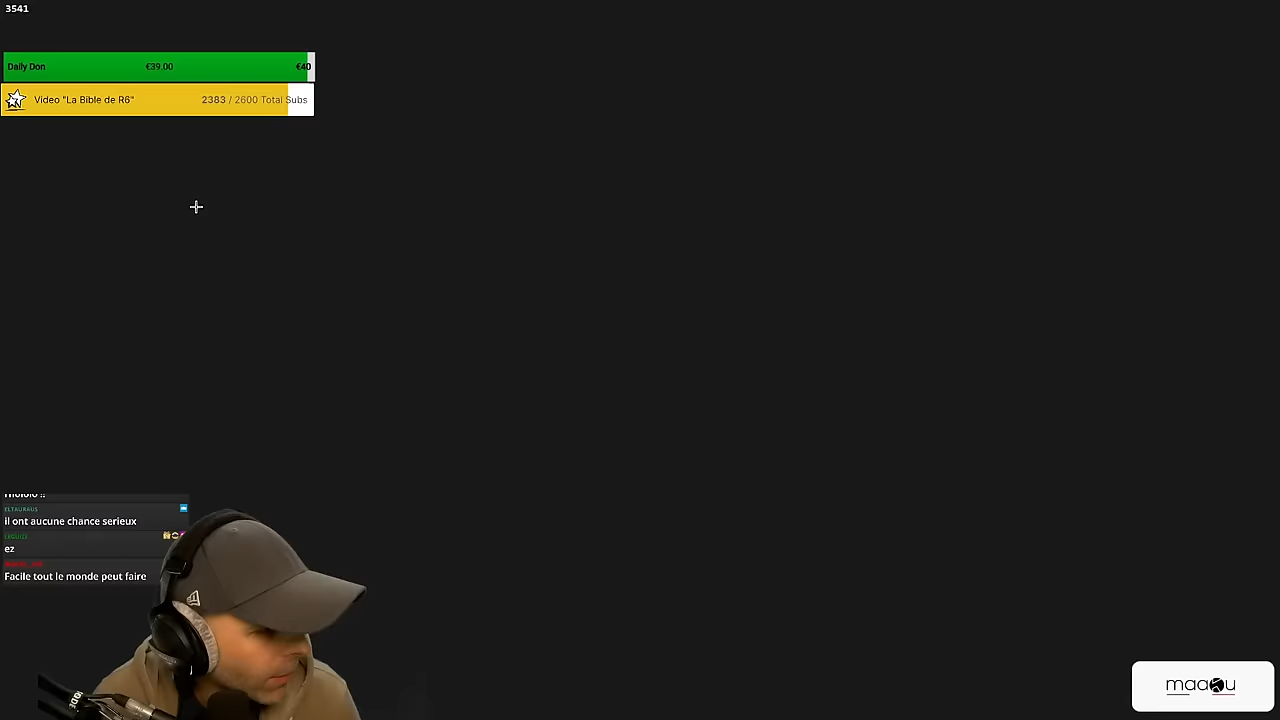 3541
Daily Don €39.00 €40
Video "La Bible de R6" 2383 / 2600 Total Subs
ELTAURAUS
il ont aucune chance serieux
ez
Facile tout le monde peut faire
maaou